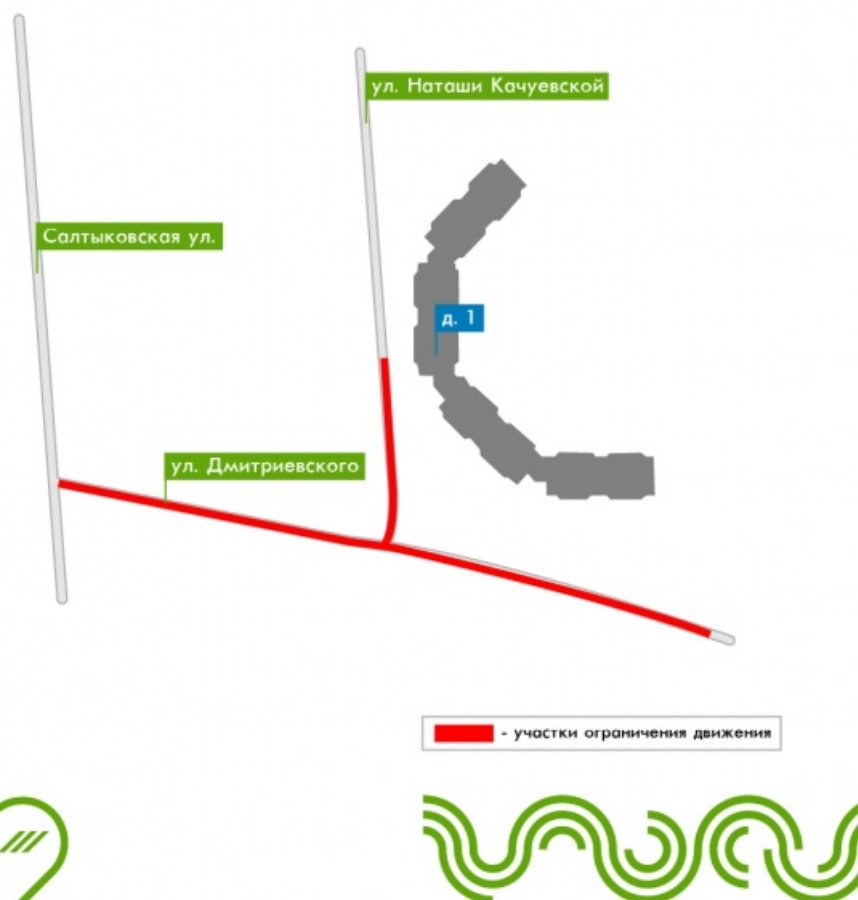 ул. Наташи Качуевской
Салтыковская ул.
д. 1
ул. Дмитриевского
- участки ограничения движения